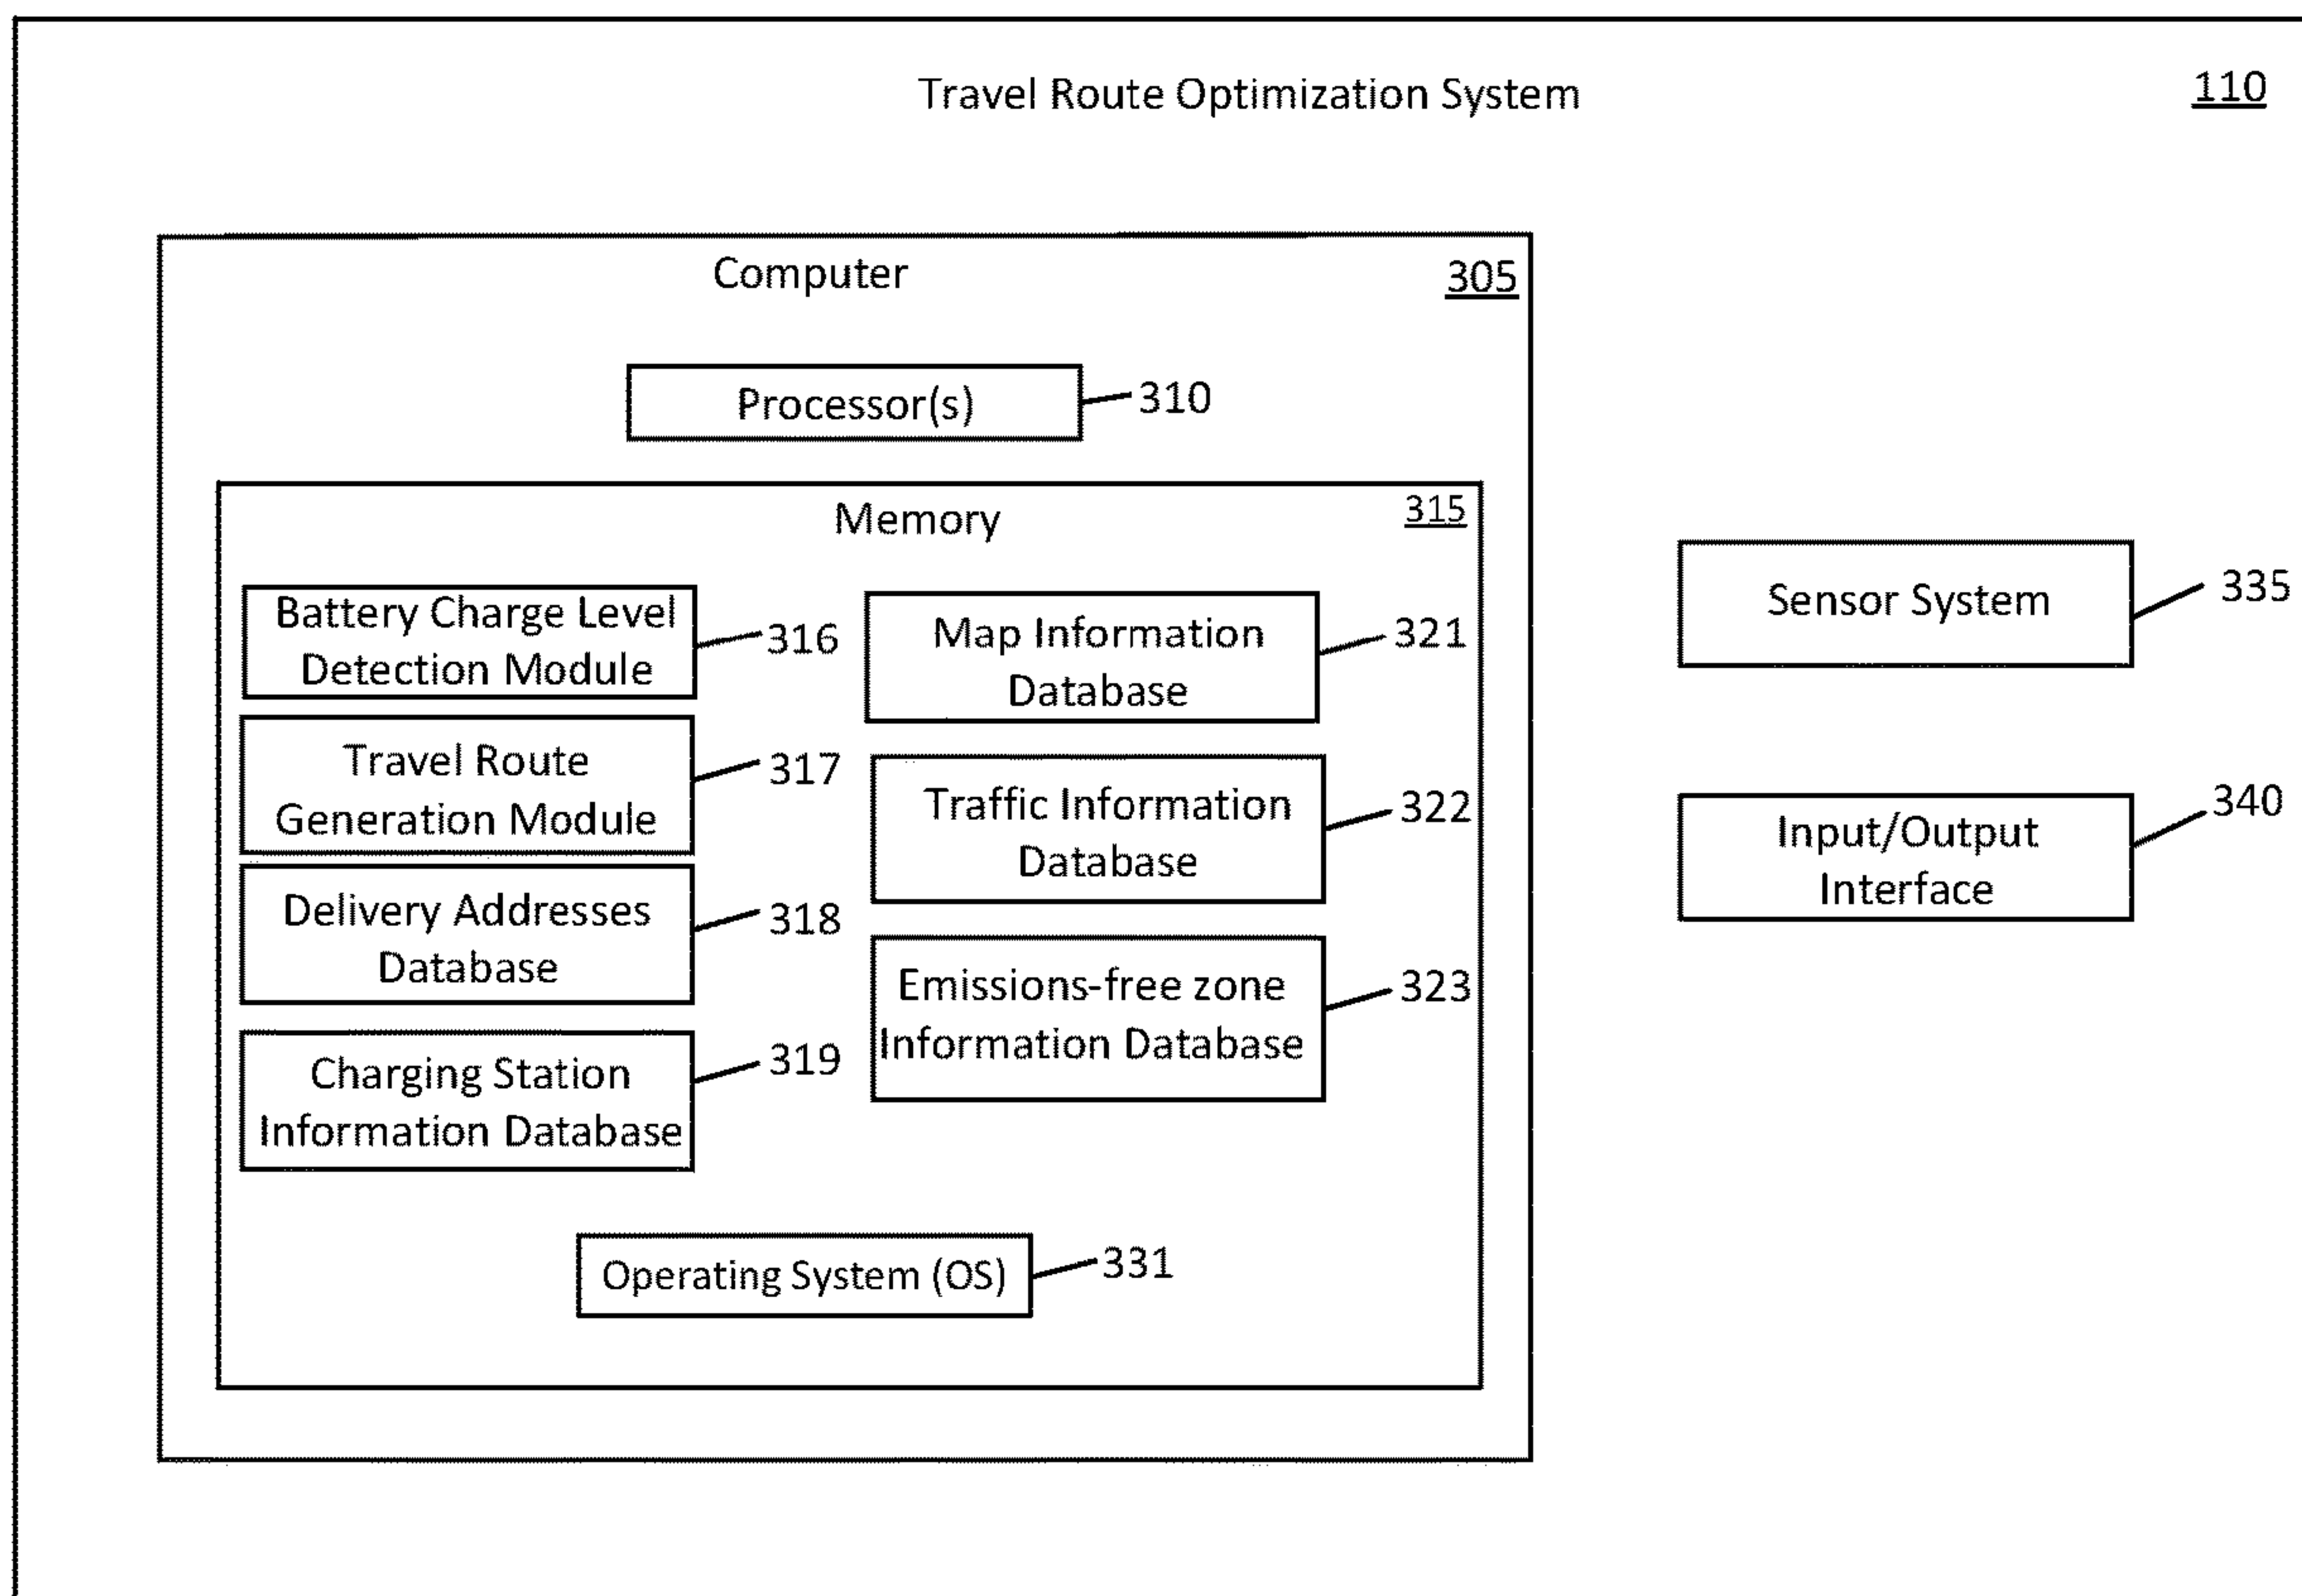 Travel Route Optimization System
110
Computer
305
Processor(s)
310
Memory
315
Battery Charge Level
Detection Module
316
Travel Route
Generation Module
317
Delivery Addresses
Database
318
Charging Station
Information Database
319
Map Information
Database
321
Traffic Information
Database
322
Emissions-free zone
Information Database
323
Operating System (OS)
331
Sensor System
335
Input/Output
Interface
340